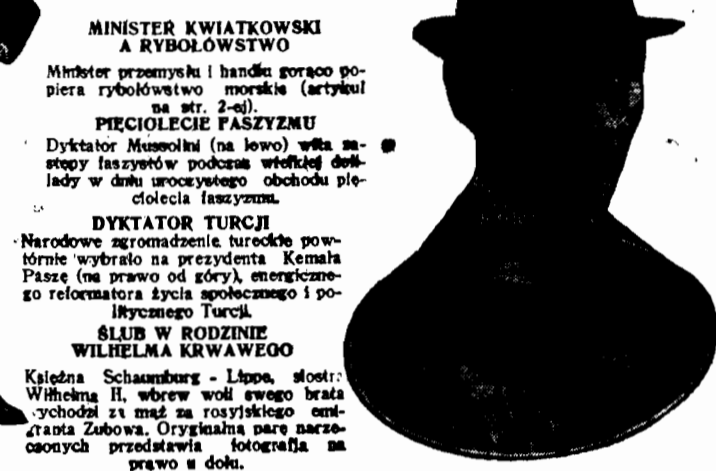 MINISTER KWIATKOWSKI
A RYBOŁÓWSTWO
Minister przemysłu i handlu gorąco po-
piera rybołówstwo morskie (artykuł
na str. 2-ej).
PIĘCIOLECIE FASZYZMU
Dyktator Mussolini (na lewo) wita za-
stępy faszystów podczas wielkiej defi-
lady w dniu uroczystego obchodu pię-
ciolecia faszyzmu.
DYKTATOR TURCJI
Narodowe zgromadzenie tureckie pow-
tórnie wybrało na prezydenta Kemala
Paszę (na prawo od góry), energiczne-
go reformatora życia społecznego i po-
litycznego Turcji.
ŚLUB W RODZINIE
WILHELMA KRWAWEGO
Księżna Schaumburg - Lippe, siostra
Wilhelma II, wbrew woli swego brata
wychodzi za mąż za rosyjskiego emi-
granta Zubowa. Oryginalną parę narze-
czonych przedstawia fotografja na
prawo u dołu.